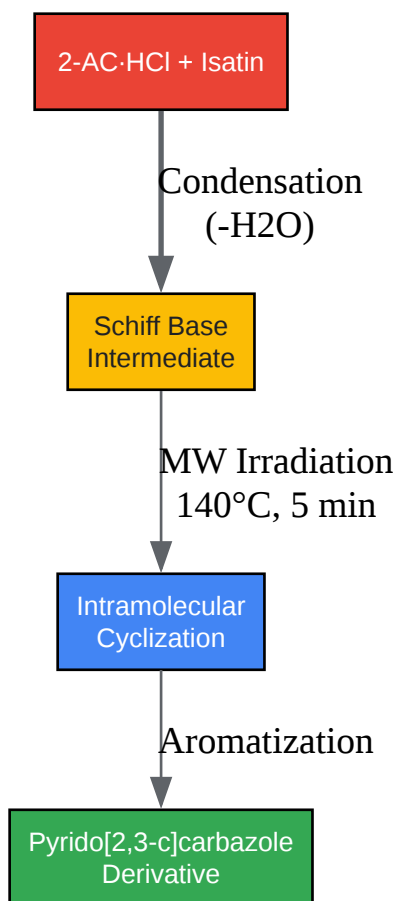 2-AC·HCl + Isatin
Condensation
(-H2O)
Schiff Base
Intermediate
MW Irradiation
140°C, 5 min
Intramolecular
Cyclization
Aromatization
Pyrido[2,3-c]carbazole
Derivative